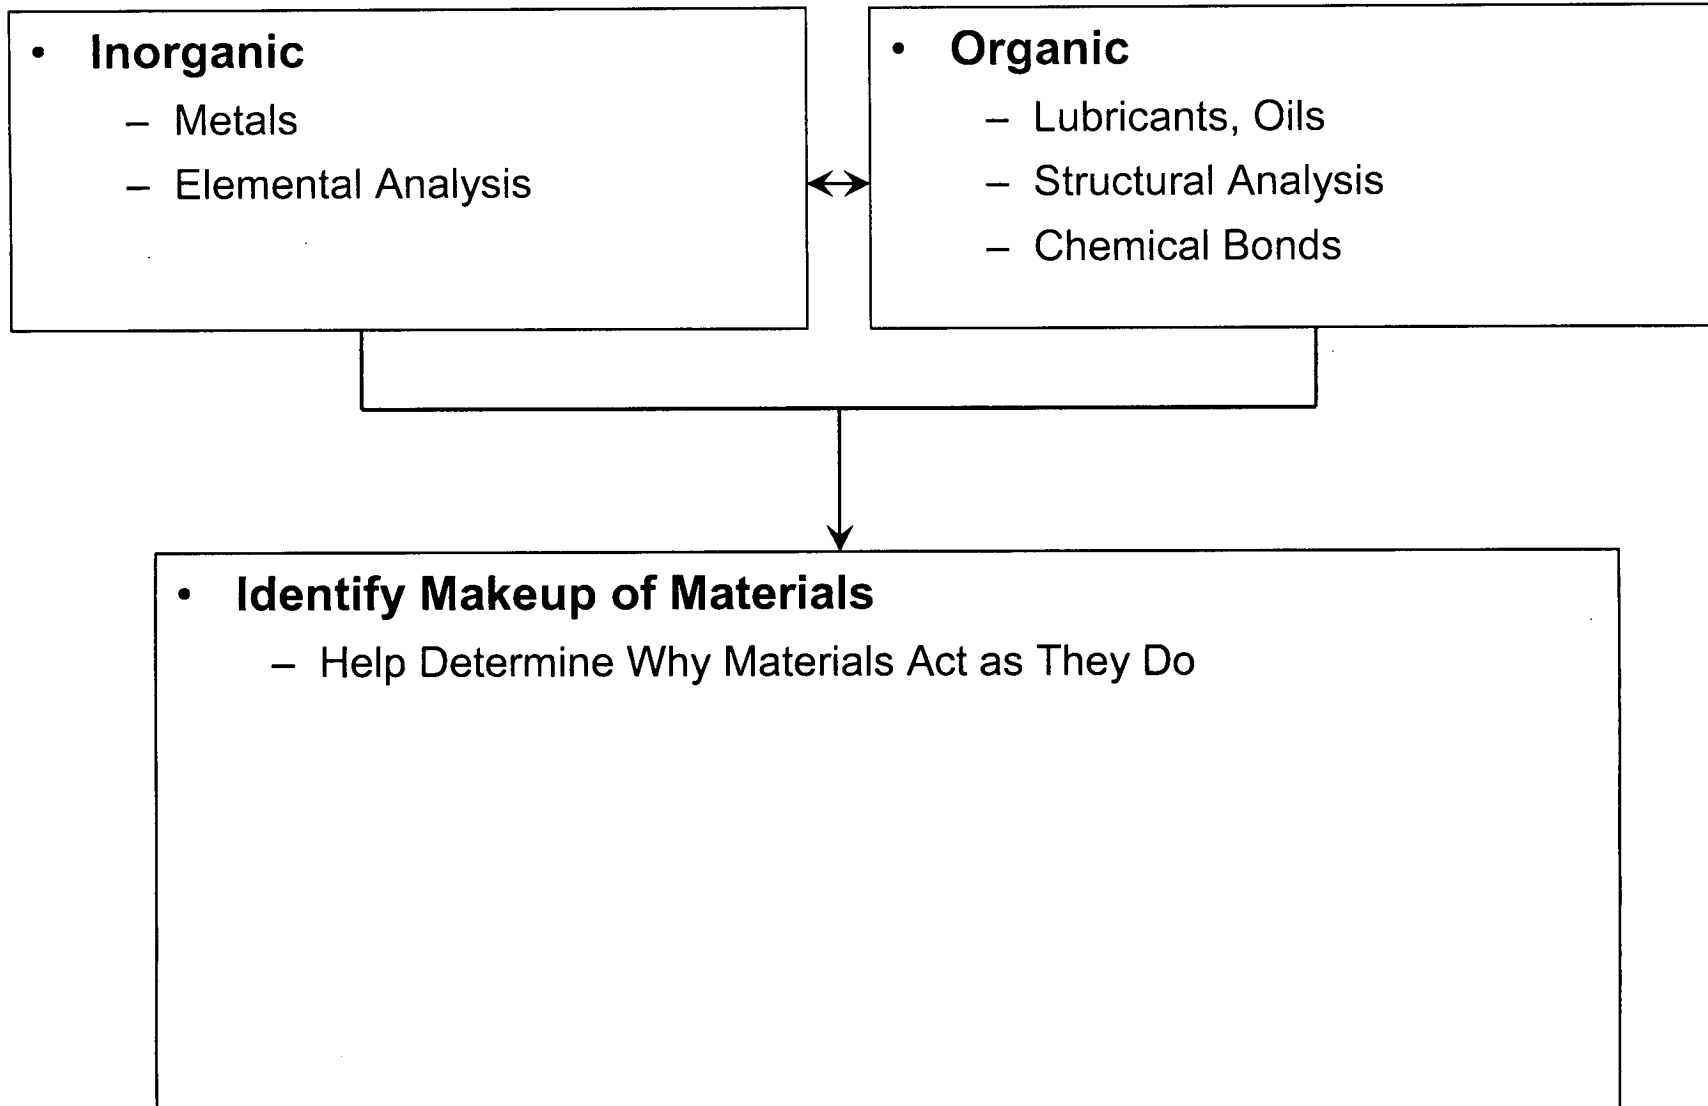 • Inorganic
– Metals
– Elemental Analysis
• Organic
– Lubricants, Oils
– Structural Analysis
– Chemical Bonds
• Identify Makeup of Materials
– Help Determine Why Materials Act as They Do